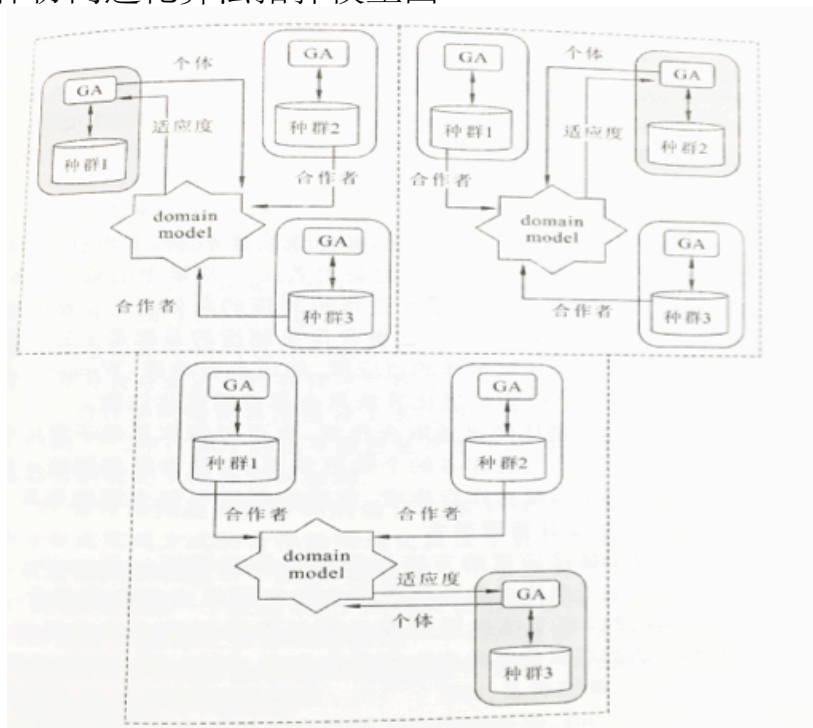 个体
GA
适应度
种群1
GA
种群2
合作者
domain
model
GA
种群3
合作者
GA
种群1
合作者
个体
GA
适应度
种群2
domain
model
GA
种群3
合作者
GA
种群1
合作者
GA
种群2
合作者
domain
model
适应度
个体
GA
种群3